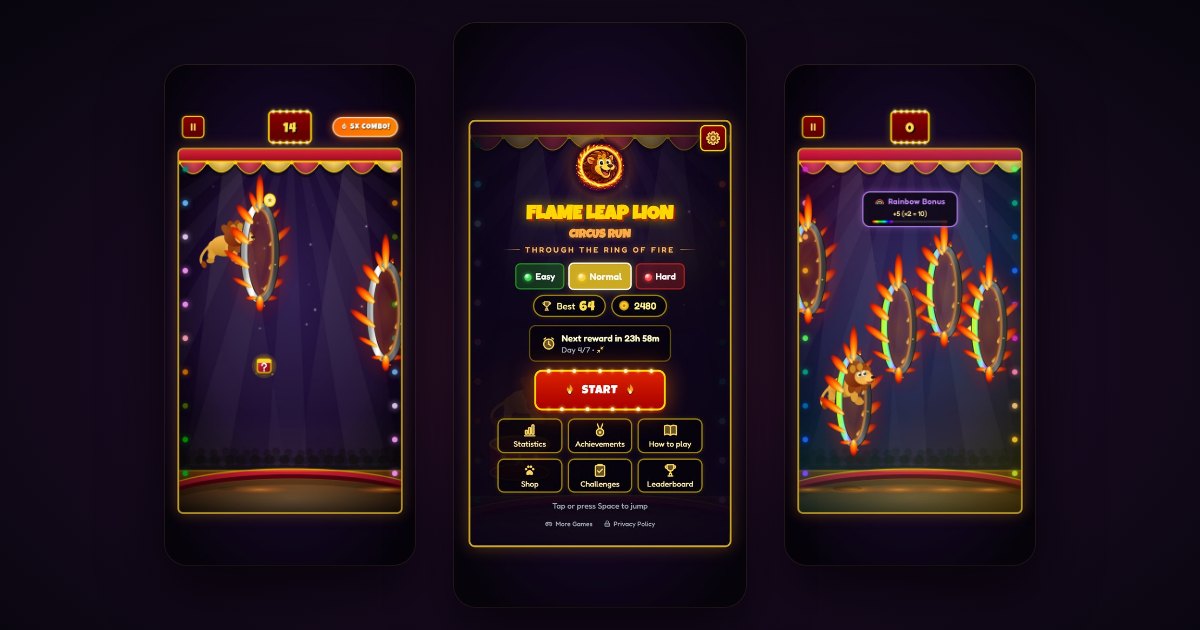 14
5X COMBO!
?
FLAME LEAP LION
CIRCUS RUN
THROUGH THE RING OF FIRE
Easy
Normal
Hard
Best 64
2480
Next reward in 23h 58m
Day 4/7 •
START
Statistics
Achievements
How to play
Shop
Challenges
Leaderboard
Tap or press Space to jump
More Games
Privacy Policy
0
Rainbow Bonus
+5 (×2 = 10)